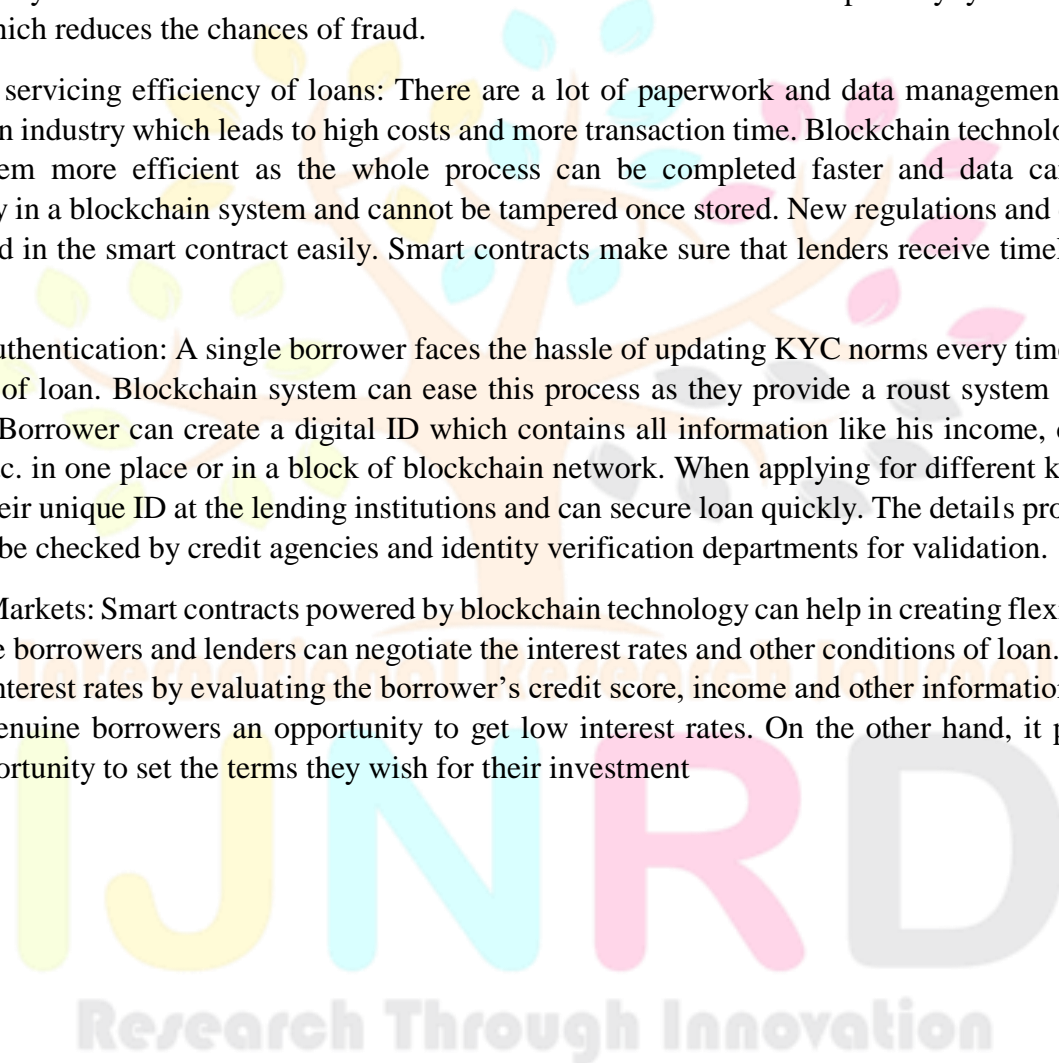 hich reduces the chances of fraud.
servicing efficiency of loans: There are a lot of paperwork and data management
n industry which leads to high costs and more transaction time. Blockchain technolo
em more efficient as the whole process can be completed faster and data ca
y in a blockchain system and cannot be tampered once stored. New regulations and
d in the smart contract easily. Smart contracts make sure that lenders receive timel
uthentication: A single borrower faces the hassle of updating KYC norms every time
of loan. Blockchain system can ease this process as they provide a roust system
Borrower can create a digital ID which contains all information like his income,
c. in one place or in a block of blockchain network. When applying for different k
eir unique ID at the lending institutions and can secure loan quickly. The details pro
be checked by credit agencies and identity verification departments for validation.
Markets: Smart contracts powered by blockchain technology can help in creating flexi
e borrowers and lenders can negotiate the interest rates and other conditions of loan.
International Research Journal
nterest rates by evaluating the borrower’s credit score, income and other information
enuine borrowers an opportunity to get low interest rates. On the other hand, it p
ortunity to set the terms they wish for their investment
IJNRD
Research Through Innovation